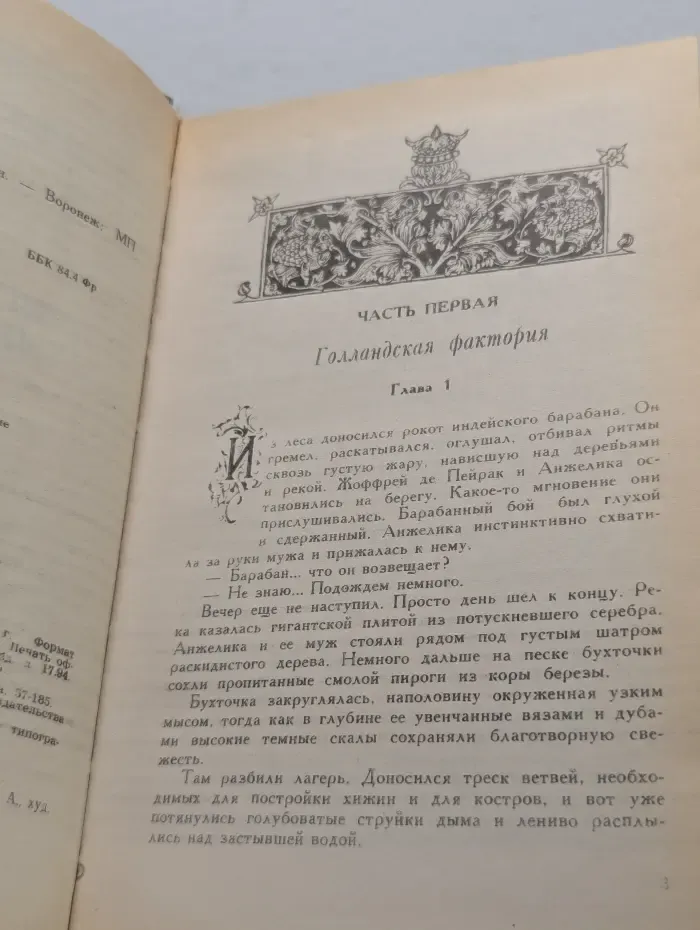 — Воронеж: МП
ББК 84.4 Фр
Формат
Печать оф-
17.94.
57-185.
дательства
типогра-
А., худ.
ЧАСТЬ ПЕРВАЯ
Голландская фактория
Глава 1
Из леса доносился рокот индейского барабана. Он
гремел, раскатывался, оглушал, отбивал ритмы
сквозь густую жару, нависшую над деревьями
и рекой. Жоффрей де Пейрак и Анжелика ос-
тановились на берегу. Какое-то мгновение они
прислушивались. Барабанный бой был глухой
и сдержанный. Анжелика инстинктивно схвати-
ла за руки мужа и прижалась к нему.
— Барабан... что он возвещает?
— Не знаю... Подождем немного.
Вечер еще не наступил. Просто день шел к концу. Ре-
ка казалась гигантской плитой из потускневшего серебра.
Анжелика и ее муж стояли рядом под густым шатром
раскидистого дерева. Немного дальше на песке бухточки
сохли пропитанные смолой пироги из коры березы.
Бухточка закруглялась, наполовину окруженная узким
мысом, тогда как в глубине ее увенчанные вязами и дуба-
ми высокие темные скалы сохраняли благотворную све-
жесть.
Там разбили лагерь. Доносился треск ветвей, необхо-
димых для постройки хижин и для костров, и вот уже
потянулись голубоватые струйки дыма и лениво расплы-
лись над застывшей водой.
3